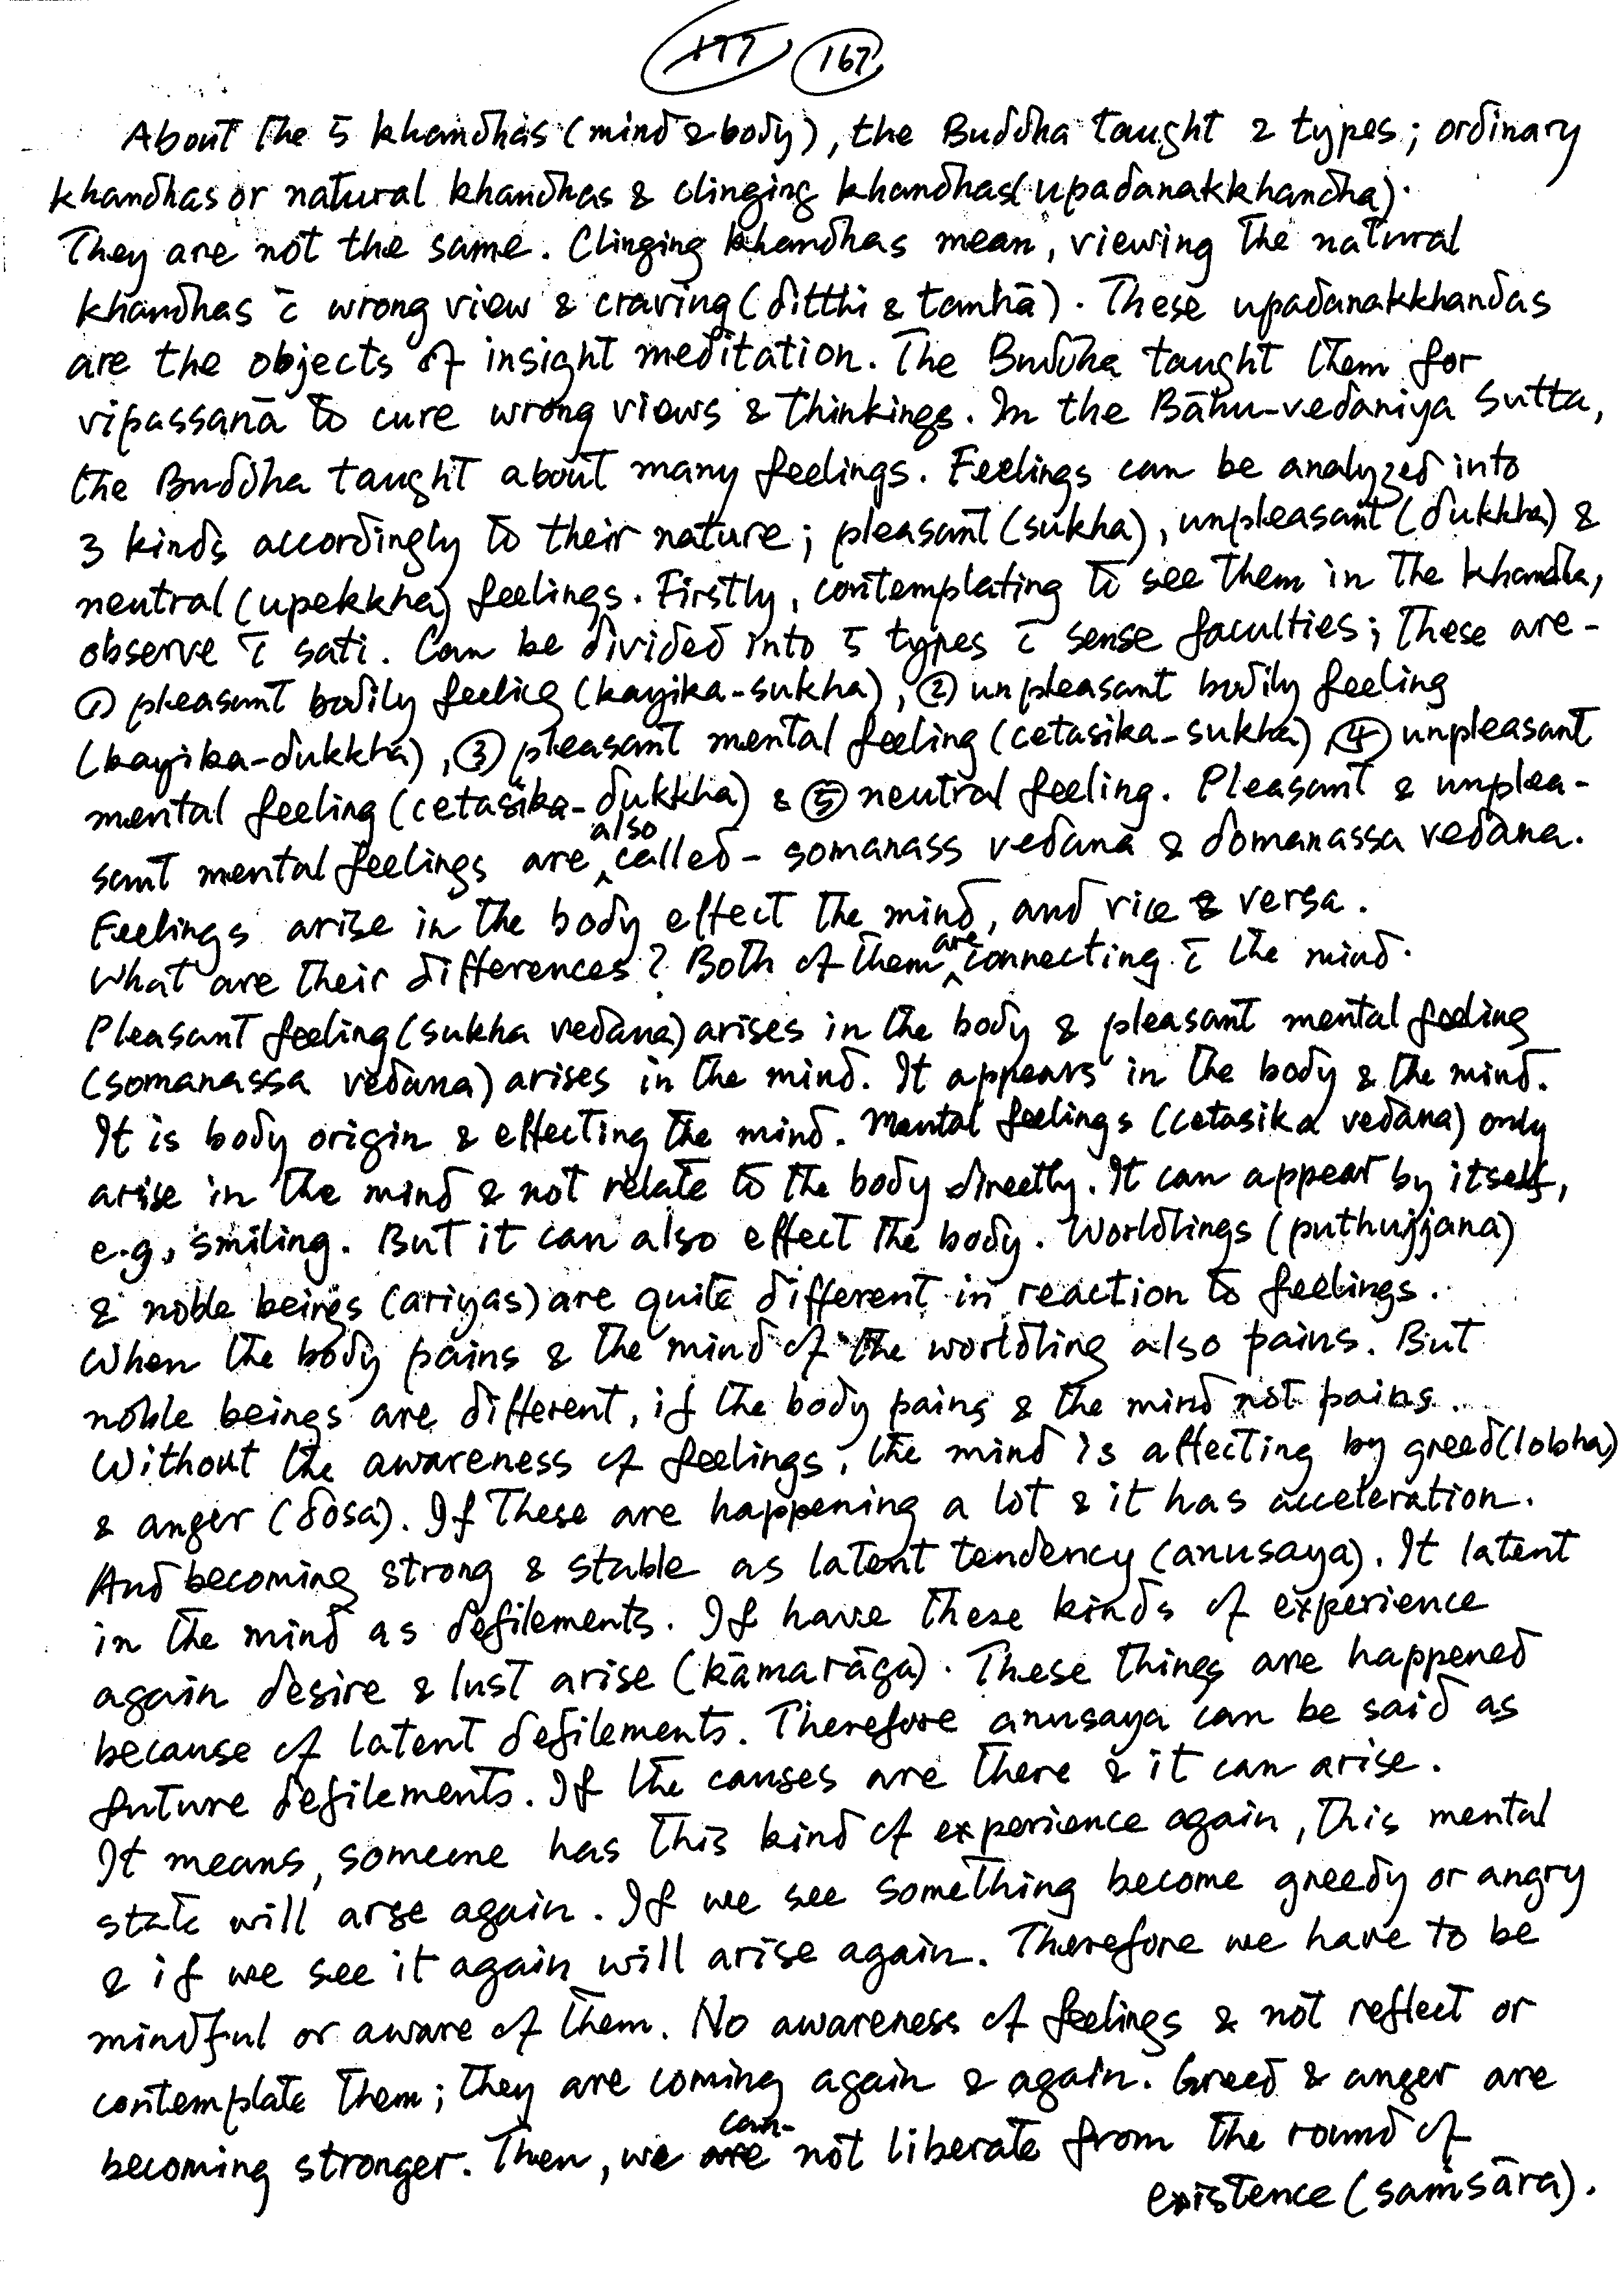 177 167
About the 5 khandhas (mind & body), the Buddha taught 2 types; ordinary
khandhas or natural khandhas & clinging khandhas (upadanakkhandha).
They are not the same. Clinging khandhas mean, viewing the natural
khandhas c̄ wrong view & craving (ditthi & tanhā). These upadanakkhandas
are the objects of insight meditation. The Buddha taught them for
vipassanā to cure wrong views & thinkings. In the Bāhu-vedaniya Sutta,
the Buddha taught about many feelings. Feelings can be analyzed into
3 kinds accordingly to their nature; pleasant (sukha), unpleasant (dukkha) &
neutral (upekkha) feelings. Firstly, contemplating to see them in the khandha,
observe c̄ sati. Can be divided into 5 types c̄ sense faculties; these are-
① pleasant bodily feeling (kayika-sukha), ② unpleasant bodily feeling
(kayika-dukkha), ③ pleasant mental feeling (cetasika-sukha) ④ unpleasant
mental feeling (cetasika-dukkha) & ⑤ neutral feeling. Pleasant & unplea-
sant mental feelings are also called- somanass vedana & domanassa vedana.
Feelings arise in the body effect the mind, and vice & versa.
What are their differences? Both of them are connecting c̄ the mind.
Pleasant feeling (sukha vedana) arises in the body & pleasant mental feeling
(somanassa vedana) arises in the mind. It appears in the body & the mind.
It is body origin & effecting the mind. Mental feelings (cetasika vedana) only
arise in the mind & not relate to the body directly. It can appear by itself,
e.g, smiling. But it can also effect the body. Worldlings (puthujjana)
& noble beings (ariyas) are quite different in reaction to feelings.
When the body pains & the mind of the worldling also pains. But
noble beings are different, if the body pains & the mind not pains.
Without the awareness of feelings, the mind is affecting by greed (lobha)
& anger (dosa). If these are happening a lot & it has acceleration.
And becoming strong & stable as latent tendency (anusaya). It latent
in the mind as defilements. If have these kinds of experience
again desire & lust arise (kāmarāga). These things are happened
because of latent defilements. Therefore anusaya can be said as
future defilements. If the causes are there & it can arise.
It means, someone has this kind of experience again, this mental
state will arse again. If we see something become greedy or angry
& if we see it again will arise again. Therefore we have to be
mindful or aware of them. No awareness of feelings & not reflect or
contemplate them; they are coming again & again. Greed & anger are
becoming stronger. Then, we can- not liberate from the round of
existence (saṁsāra).